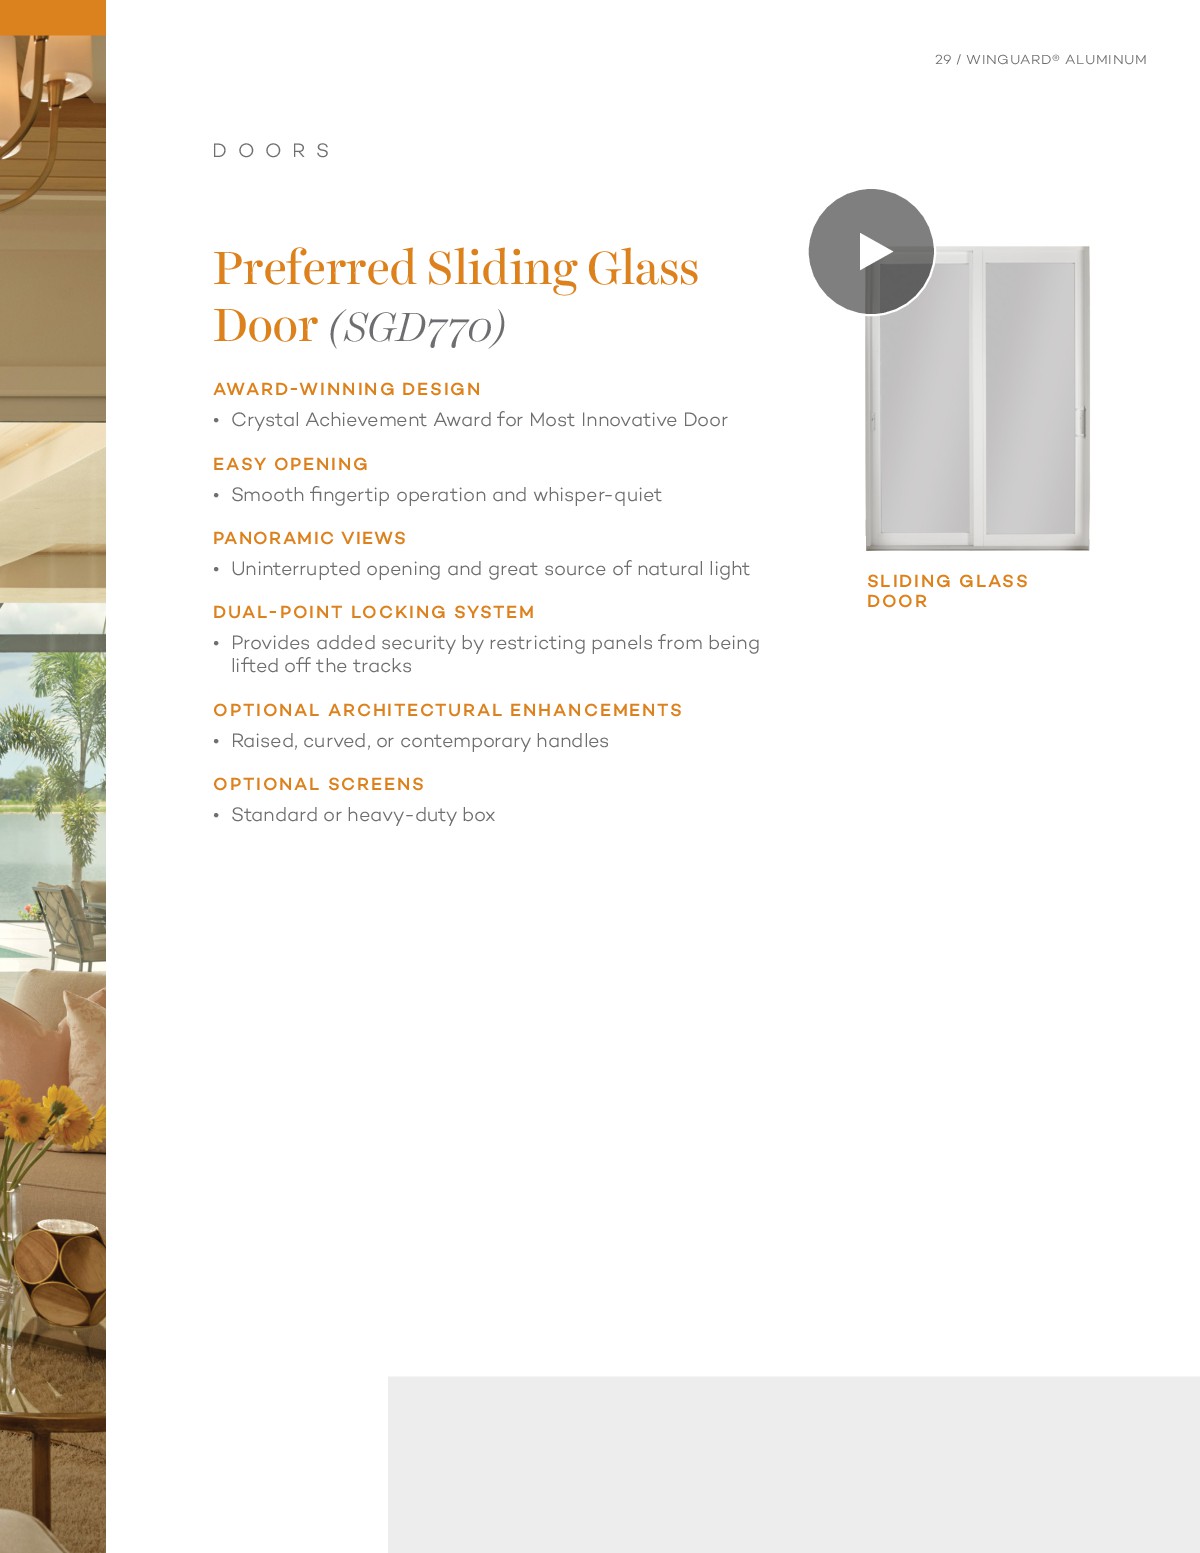 29 / WINGUARD® ALUMINUM
DOORS
Preferred Sliding Glass
Door (SGD770)
AWARD-WINNING DESIGN
• Crystal Achievement Award for Most Innovative Door
EASY OPENING
• Smooth fingertip operation and whisper-quiet
PANORAMIC VIEWS
• Uninterrupted opening and great source of natural light
DUAL-POINT LOCKING SYSTEM
• Provides added security by restricting panels from being
lifted off the tracks
OPTIONAL ARCHITECTURAL ENHANCEMENTS
• Raised, curved, or contemporary handles
OPTIONAL SCREENS
• Standard or heavy-duty box
SLIDING GLASS
DOOR